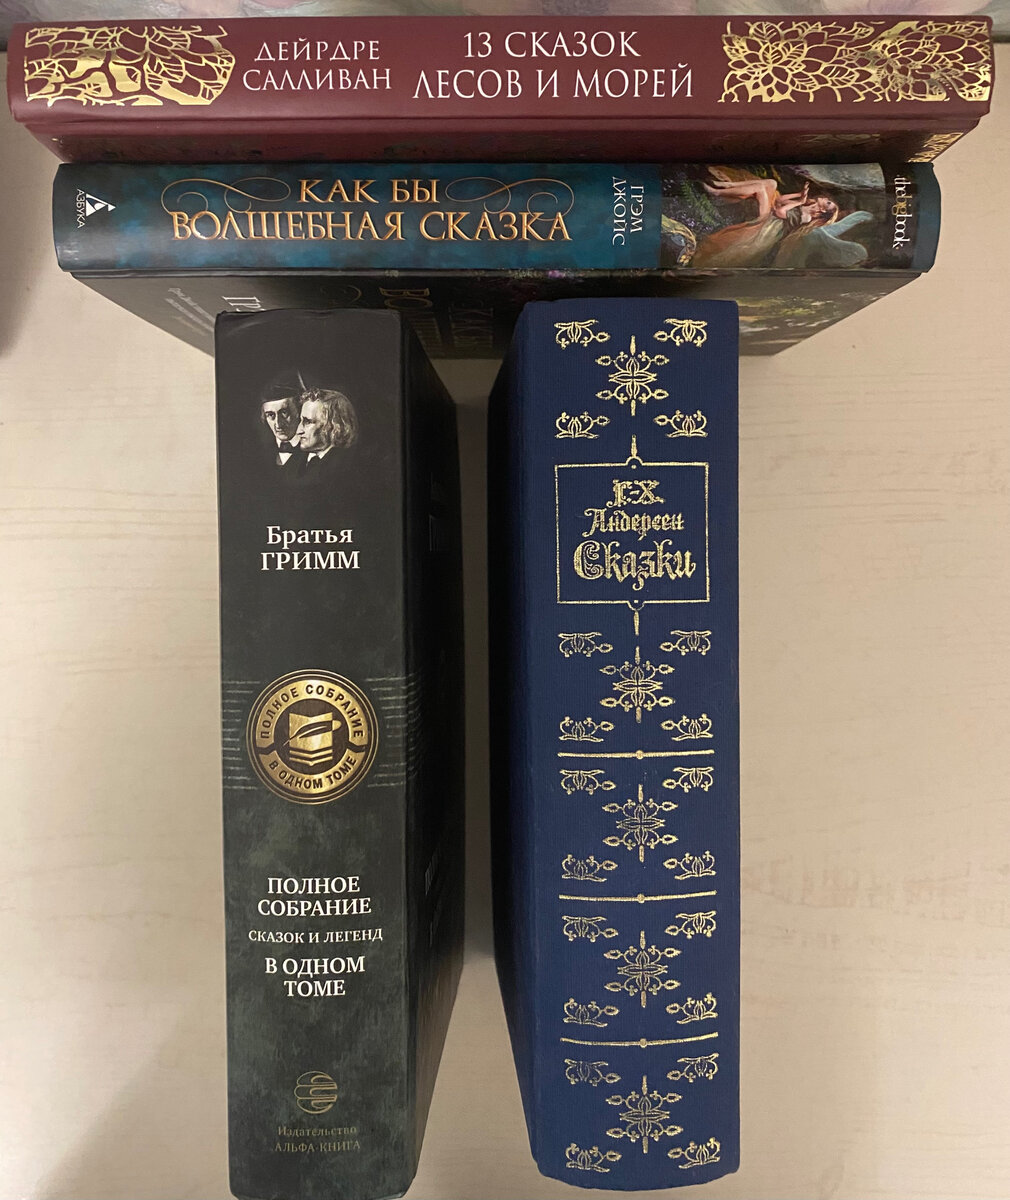 ДЕЙРДРЕ
САЛЛИВАН
13 СКАЗОК
ЛЕСОВ И МОРЕЙ
АЗБУКА
КАК БЫ
ВОЛШЕБНАЯ СКАЗКА
ГРЭМ
ДЖОЙС
thebigbook
Братья
ГРИММ
ПОЛНОЕ СОБРАНИЕ
В ОДНОМ ТОМЕ
ПОЛНОЕ
СОБРАНИЕ
СКАЗОК И ЛЕГЕНД
В ОДНОМ
ТОМЕ
Издательство
АЛЬФА-КНИГА
Г.-Х.
Андерсен
Сказки